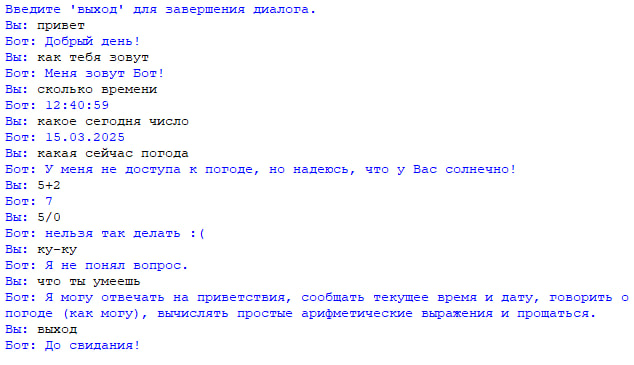 Введите 'выход' для завершения диалога.
Вы: привет
Бот: Добрый день!
Вы: как тебя зовут
Бот: Меня зовут Бот!
Вы: сколько времени
Бот: 12:40:59
Вы: какое сегодня число
Бот: 15.03.2025
Вы: какая сейчас погода
Бот: У меня не доступа к погоде, но надеюсь, что у Вас солнечно!
Вы: 5+2
Бот: 7
Вы: 5/0
Бот: нельзя так делать :(
Вы: ку-ку
Бот: Я не понял вопрос.
Вы: что ты умеешь
Бот: Я могу отвечать на приветствия, сообщать текущее время и дату, говорить о
погоде (как могу), вычислять простые арифметические выражения и прощаться.
Вы: выход
Бот: До свидания!